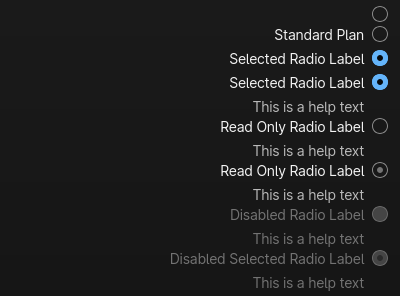 Standard Plan
Selected Radio Label
Selected Radio Label
This is a help text
Read Only Radio Label
This is a help text
Read Only Radio Label
This is a help text
Disabled Radio Label
This is a help text
Disabled Selected Radio Label
This is a help text